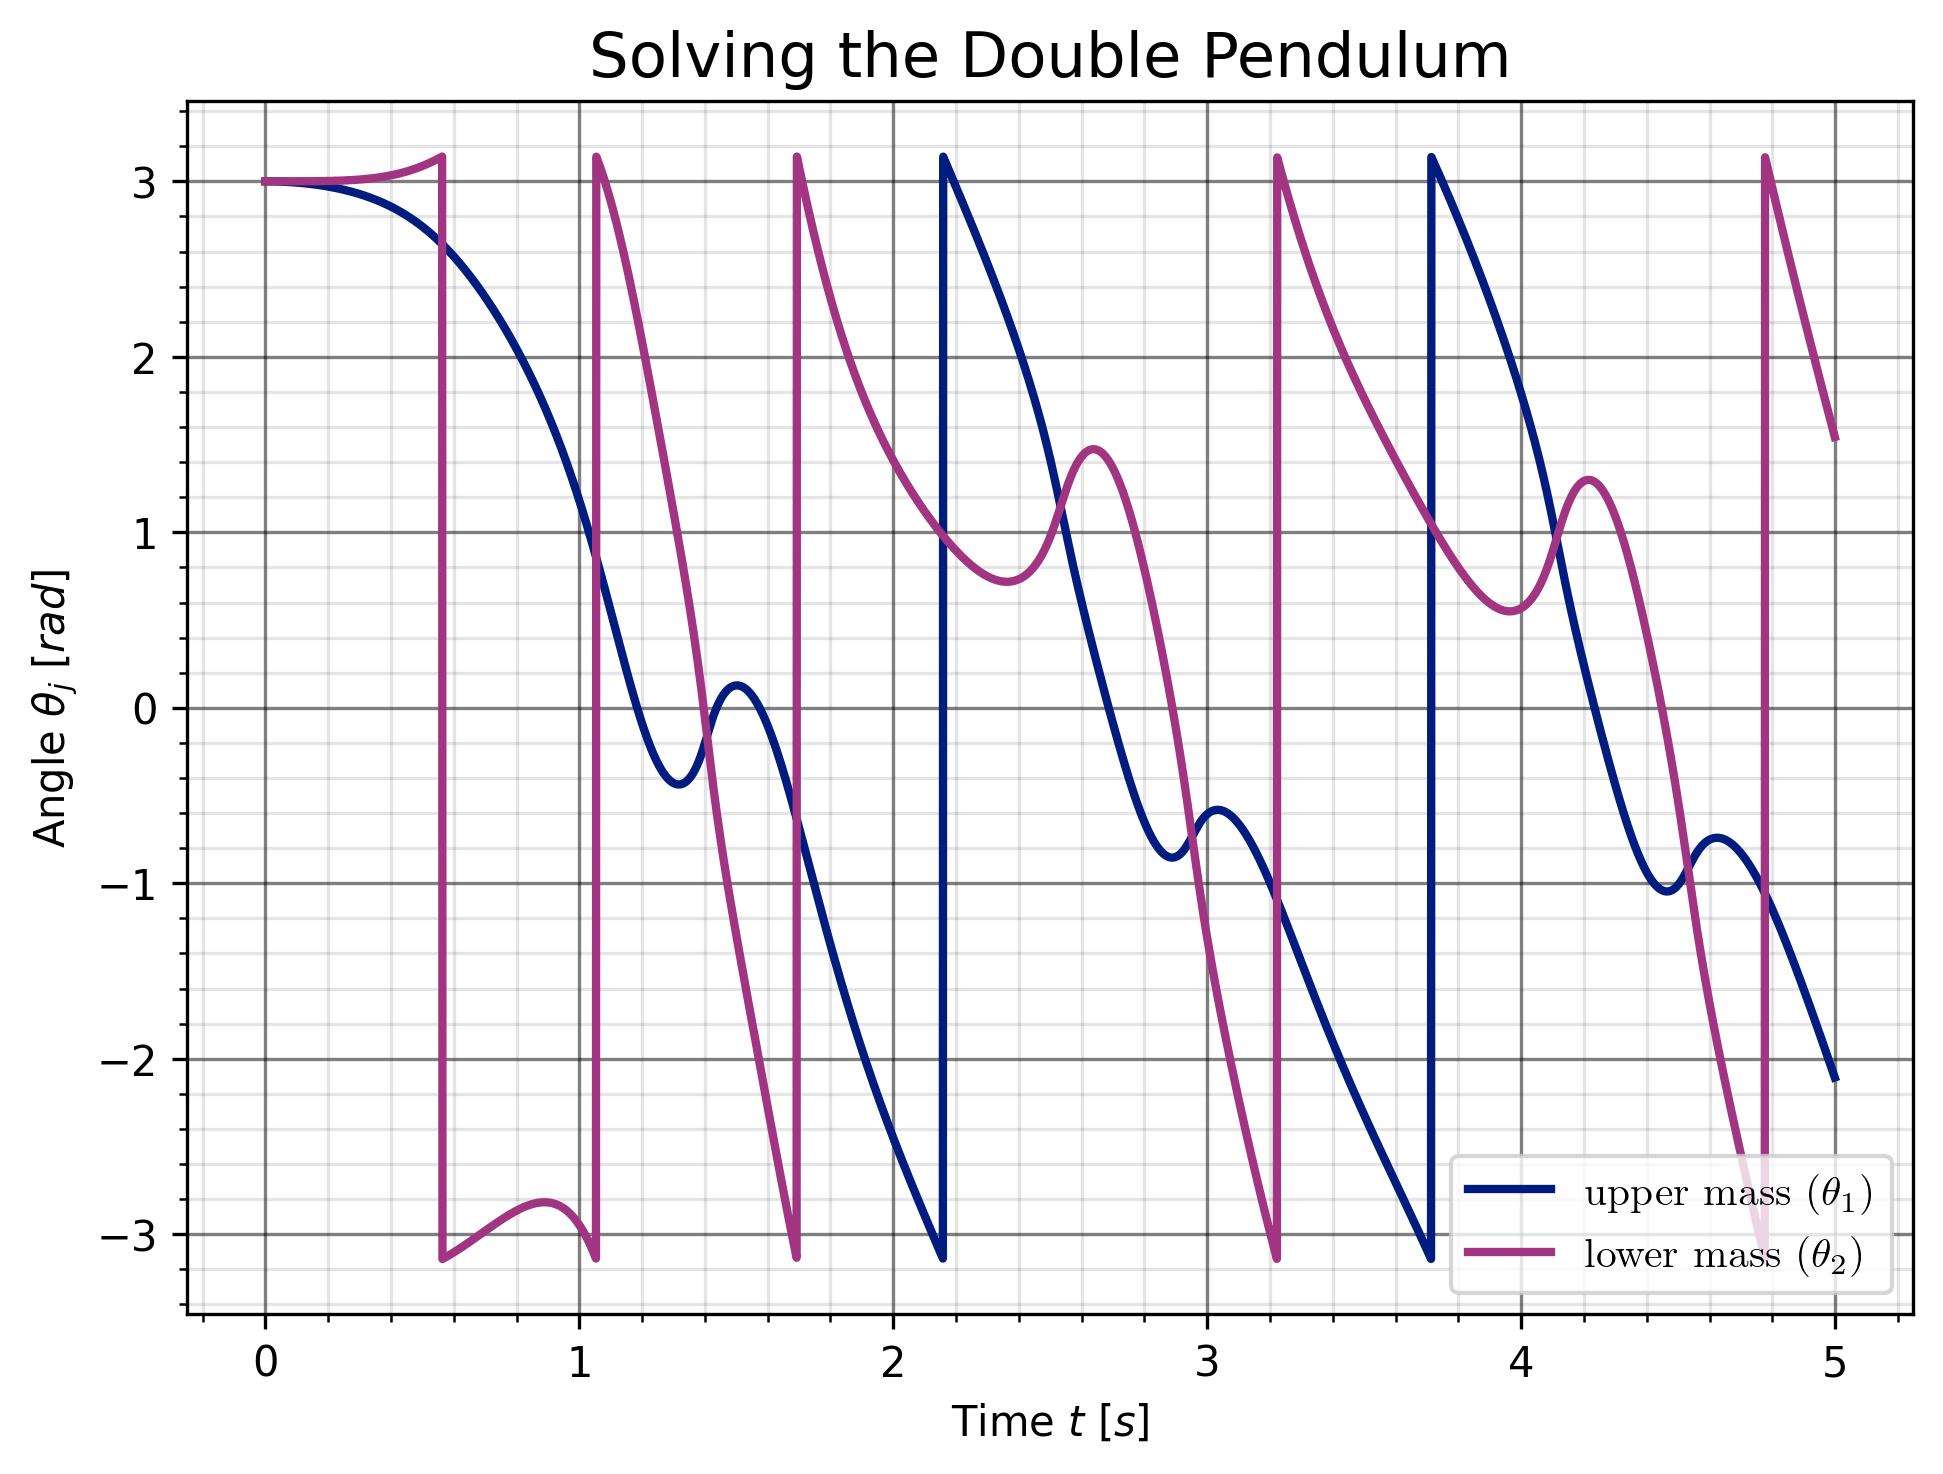 Solving the Double Pendulum
Angle θj [rad]
3
2
1
0
−1
−2
−3
0 1 2 3 4 5
Time t [s]
upper mass (θ1)
lower mass (θ2)